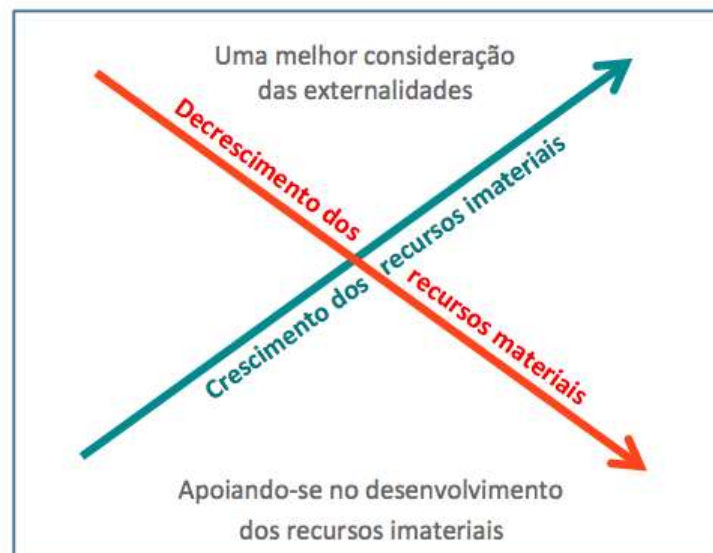 Uma melhor consideração
das externalidades
Decrescimento dos recursos materiais
Crescimento dos recursos imateriais
Apoiando-se no desenvolvimento
dos recursos imateriais